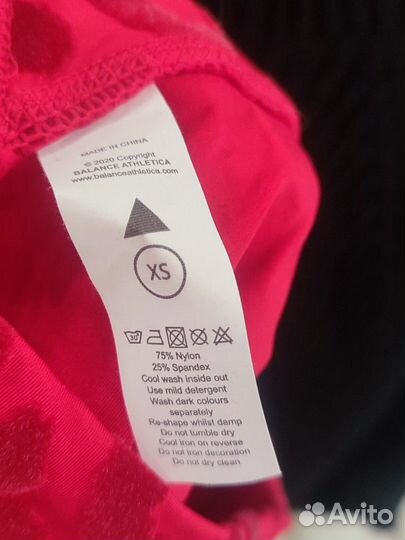 MADE IN CHINA
© 2020 Copyright
BALANCE ATHLETICA
www.balanceathletica.com
XS
30°
75% Nylon
25% Spandex
Cool wash inside out
Use mild detergent
Wash dark colours
separately
Re-shape whilst damp
Do not tumble dry
Cool iron on reverse
Do not iron decoration
Do not dry clean
Avito